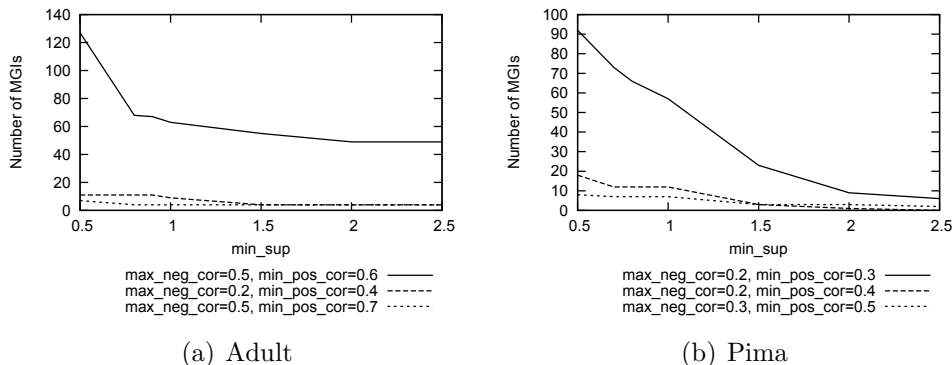 Number of MGIs
140
120
100
80
60
40
20
0
0.5 1 1.5 2 2.5
min_sup
max_neg_cor=0.5, min_pos_cor=0.6
max_neg_cor=0.2, min_pos_cor=0.4
max_neg_cor=0.5, min_pos_cor=0.7
(a) Adult
Number of MGIs
100
90
80
70
60
50
40
30
20
10
0
0.5 1 1.5 2 2.5
min_sup
max_neg_cor=0.2, min_pos_cor=0.3
max_neg_cor=0.2, min_pos_cor=0.4
max_neg_cor=0.3, min_pos_cor=0.5
(b) Pima